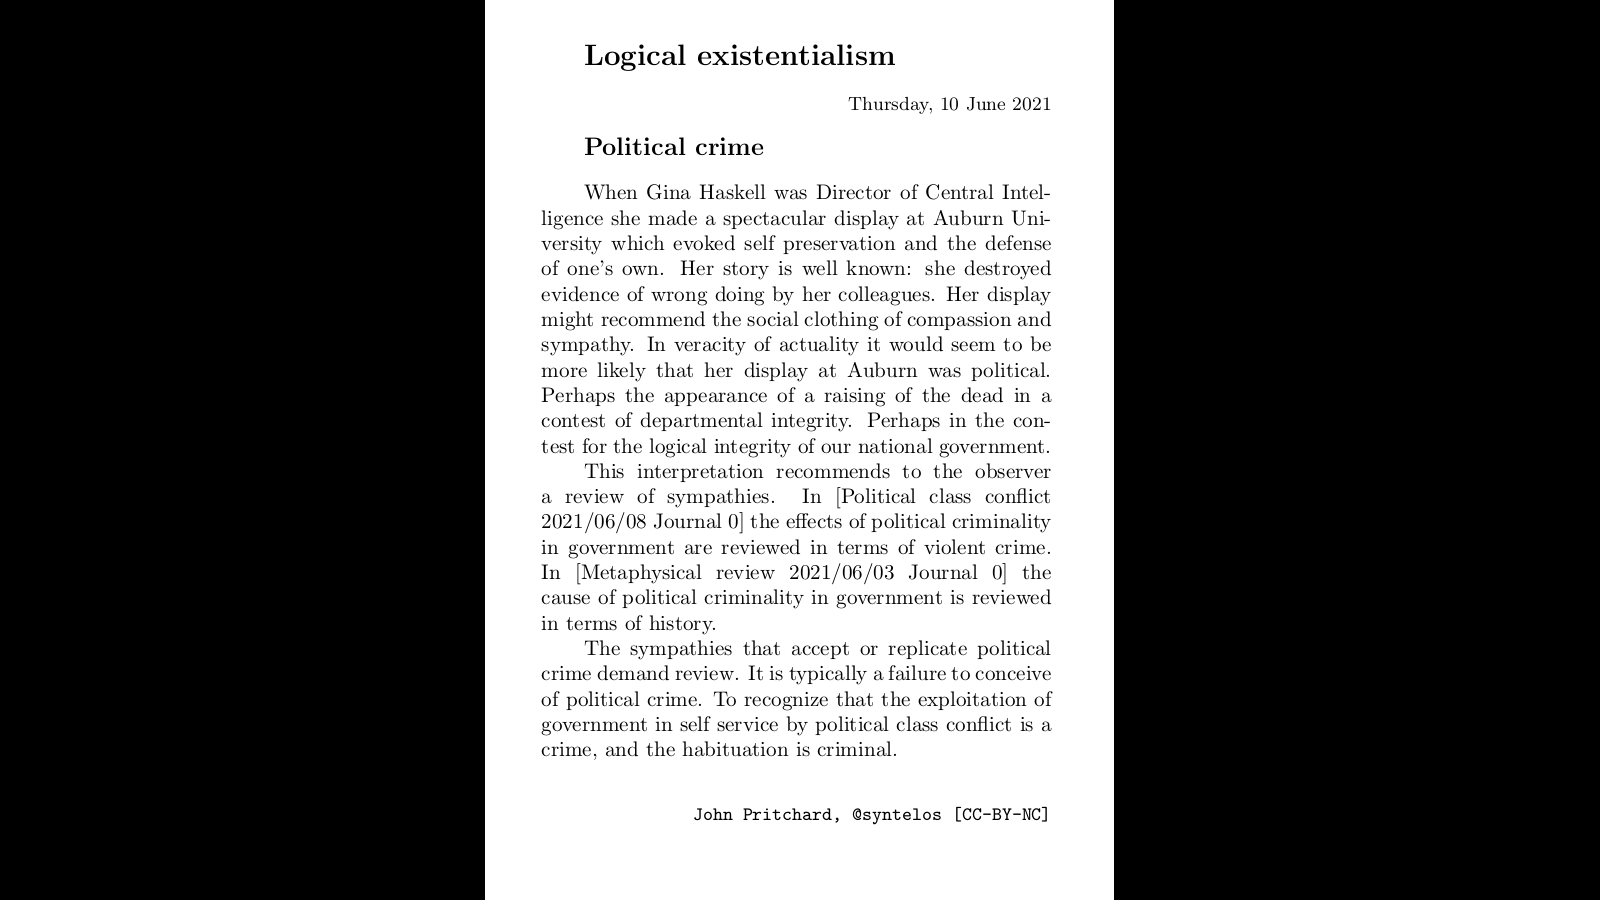 Logical existentialism
Thursday, 10 June 2021
Political crime
When Gina Haskell was Director of Central Intel-
ligence she made a spectacular display at Auburn Uni-
versity which evoked self preservation and the defense
of one's own. Her story is well known: she destroyed
evidence of wrong doing by her colleagues. Her display
might recommend the social clothing of compassion and
sympathy. In veracity of actuality it would seem to be
more likely that her display at Auburn was political.
Perhaps the appearance of a raising of the dead in a
contest of departmental integrity. Perhaps in the con-
test for the logical integrity of our national government.
This interpretation recommends to the observer
a review of sympathies. In [Political class conflict
2021/06/08 Journal 0] the effects of political criminality
in government are reviewed in terms of violent crime.
In [Metaphysical review 2021/06/03 Journal 0] the
cause of political criminality in government is reviewed
in terms of history.
The sympathies that accept or replicate political
crime demand review. It is typically a failure to conceive
of political crime. To recognize that the exploitation of
government in self service by political class conflict is a
crime, and the habituation is criminal.
John Pritchard, @syntelos [CC-BY-NC]